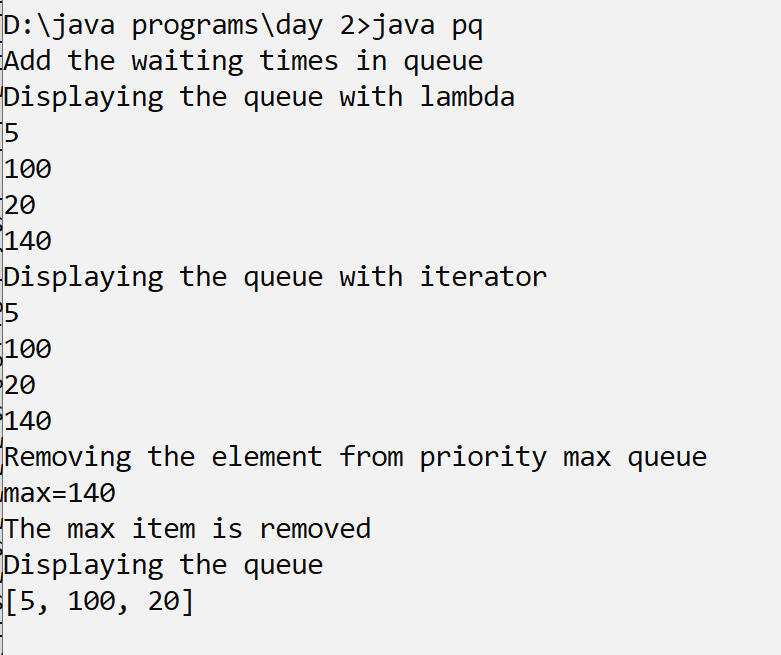 D:\java programs\day 2>java pq
Add the waiting times in queue
Displaying the queue with lambda
5
100
20
140
Displaying the queue with iterator
5
100
20
140
Removing the element from priority max queue
max=140
The max item is removed
Displaying the queue
[5, 100, 20]